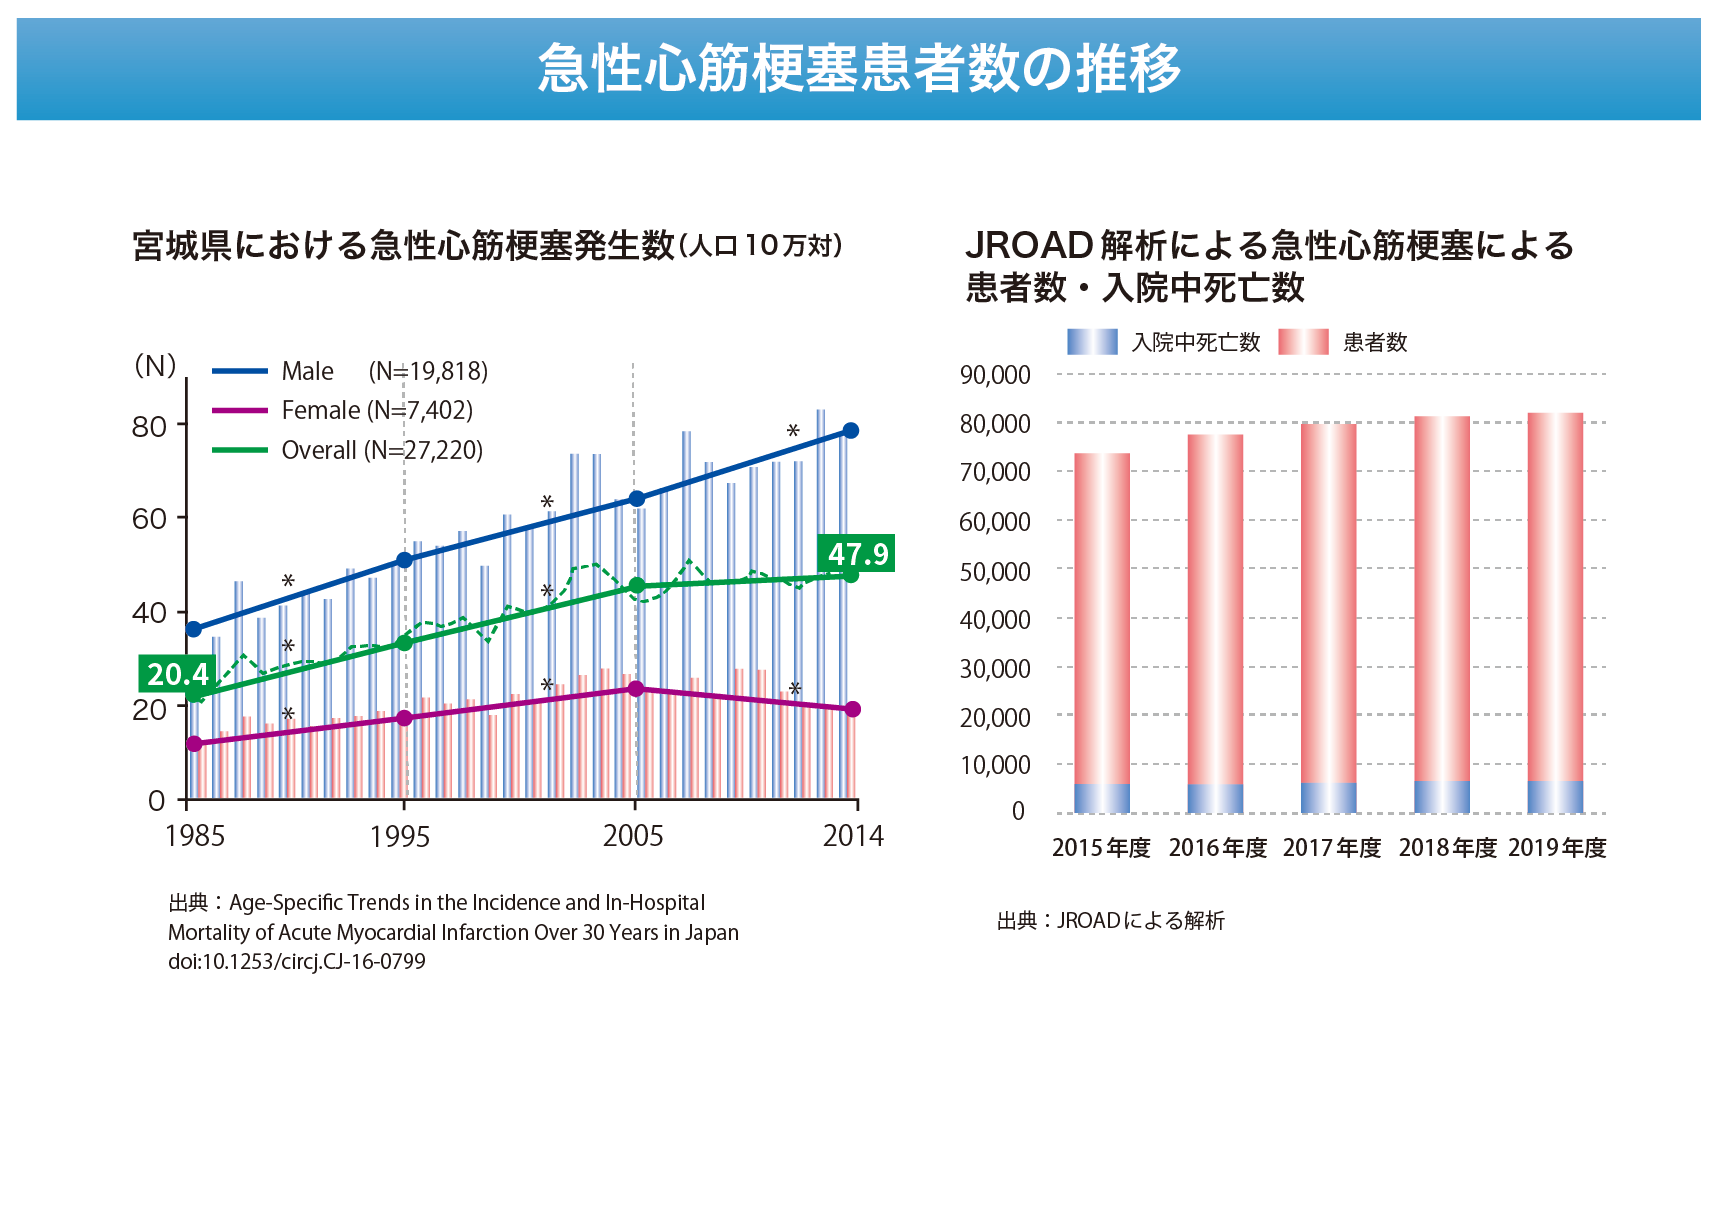 急性心筋梗塞患者数の推移
宮城県における急性心筋梗塞発生数(人口10万対)
(N)
Male (N=19,818)
Female (N=7,402)
Overall (N=27,220)
80
60
40
20
0
*
*
*
*
*
*
*
*
20.4
47.9
1985
1995
2005
2014
出典：Age-Specific Trends in the Incidence and In-Hospital
Mortality of Acute Myocardial Infarction Over 30 Years in Japan
doi:10.1253/circj.CJ-16-0799
JROAD解析による急性心筋梗塞による
患者数・入院中死亡数
入院中死亡数 患者数
90,000
80,000
70,000
60,000
50,000
40,000
30,000
20,000
10,000
0
2015年度 2016年度 2017年度 2018年度 2019年度
出典：JROADによる解析